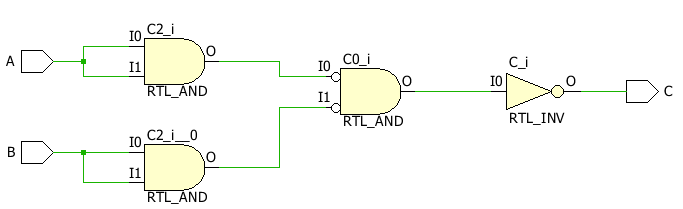 C2_i
I0
A
O
I1
RTL_AND
C0_i
I0
O
I1
RTL_AND
C_i
I0
O
C
RTL_INV
C2_i__0
I0
B
O
I1
RTL_AND